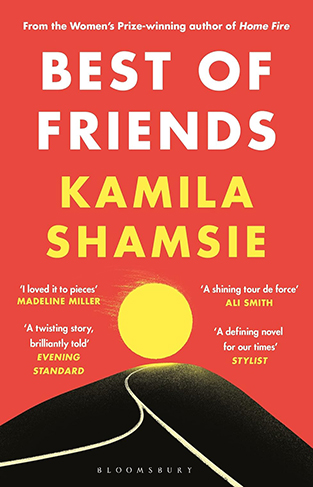 From the Women's Prize-winning author of Home Fire
BEST OF
FRIENDS
KAMILA
SHAMSIE
'I loved it to pieces'
MADELINE MILLER
'A shining tour de force'
ALI SMITH
'A twisting story,
brilliantly told'
EVENING
STANDARD
'A defining novel
for our times'
STYLIST
BLOOMSBURY